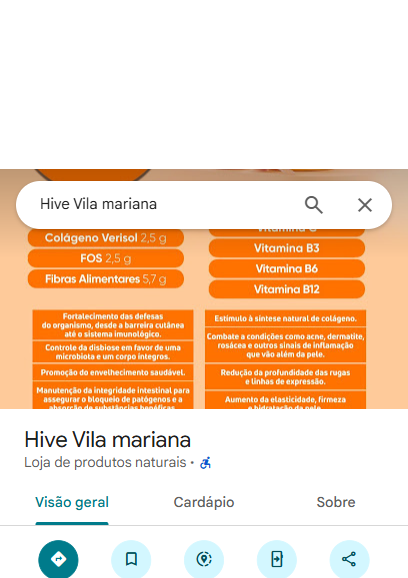 Hive Vila mariana
Colágeno Verisol 2,5 g
FOS 2,5 g
Fibras Alimentares 5,7 g
Vitamina C
Vitamina B3
Vitamina B6
Vitamina B12
Fortalecimento das defesas
do organismo, desde a barreira cutânea
até o sistema imunológico.
Controle da disbiose em favor de uma
microbiota e um corpo íntegros.
Promoção do envelhecimento saudável.
Manutenção da integridade intestinal para
assegurar o bloqueio de patógenos e a
absorção de substâncias benéficas.
Estímulo à síntese natural de colágeno.
Combate a condições como acne, dermatite,
rosácea e outros sinais de inflamação
que vão além da pele.
Redução da profundidade das rugas
e linhas de expressão.
Aumento da elasticidade, firmeza
e hidratação da pele.
Hive Vila mariana
Loja de produtos naturais ·
Visão geral
Cardápio
Sobre